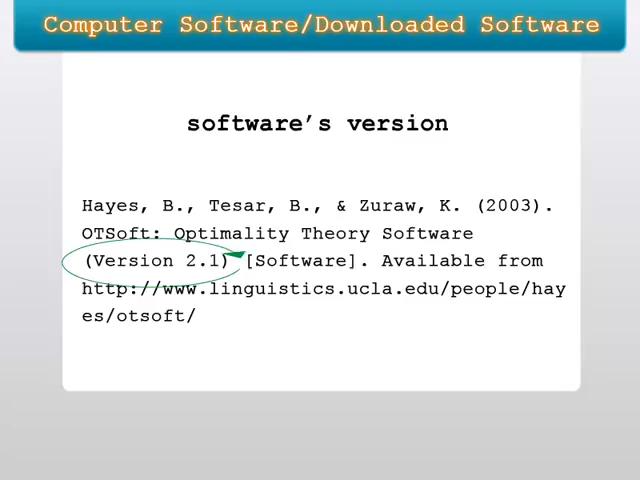 Computer Software/Downloaded Software
software's version
Hayes, B., Tesar, B., & Zuraw, K. (2003).
OTSoft: Optimality Theory Software
(Version 2.1) [Software]. Available from
http://www.linguistics.ucla.edu/people/hay
es/otsoft/